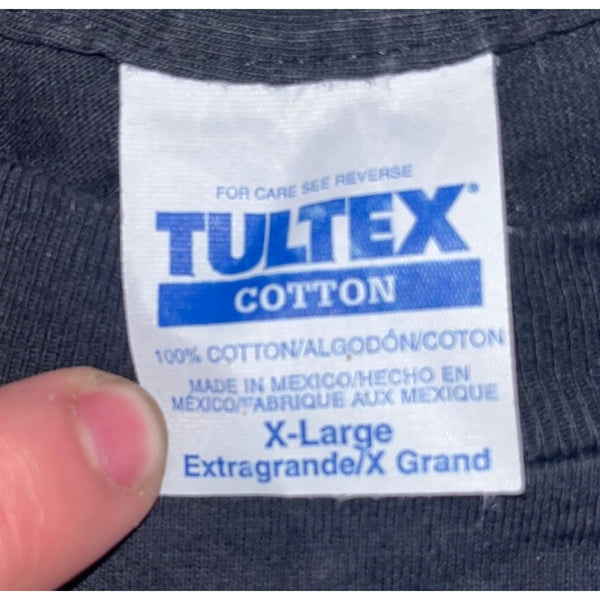 FOR CARE SEE REVERSE
TULTEX®
COTTON
100% COTTON/ALGODÓN/COTON
MADE IN MEXICO/HECHO EN
MÉXICO/FABRIQUE AUX MEXIQUE
X-Large
Extragrande/X Grand